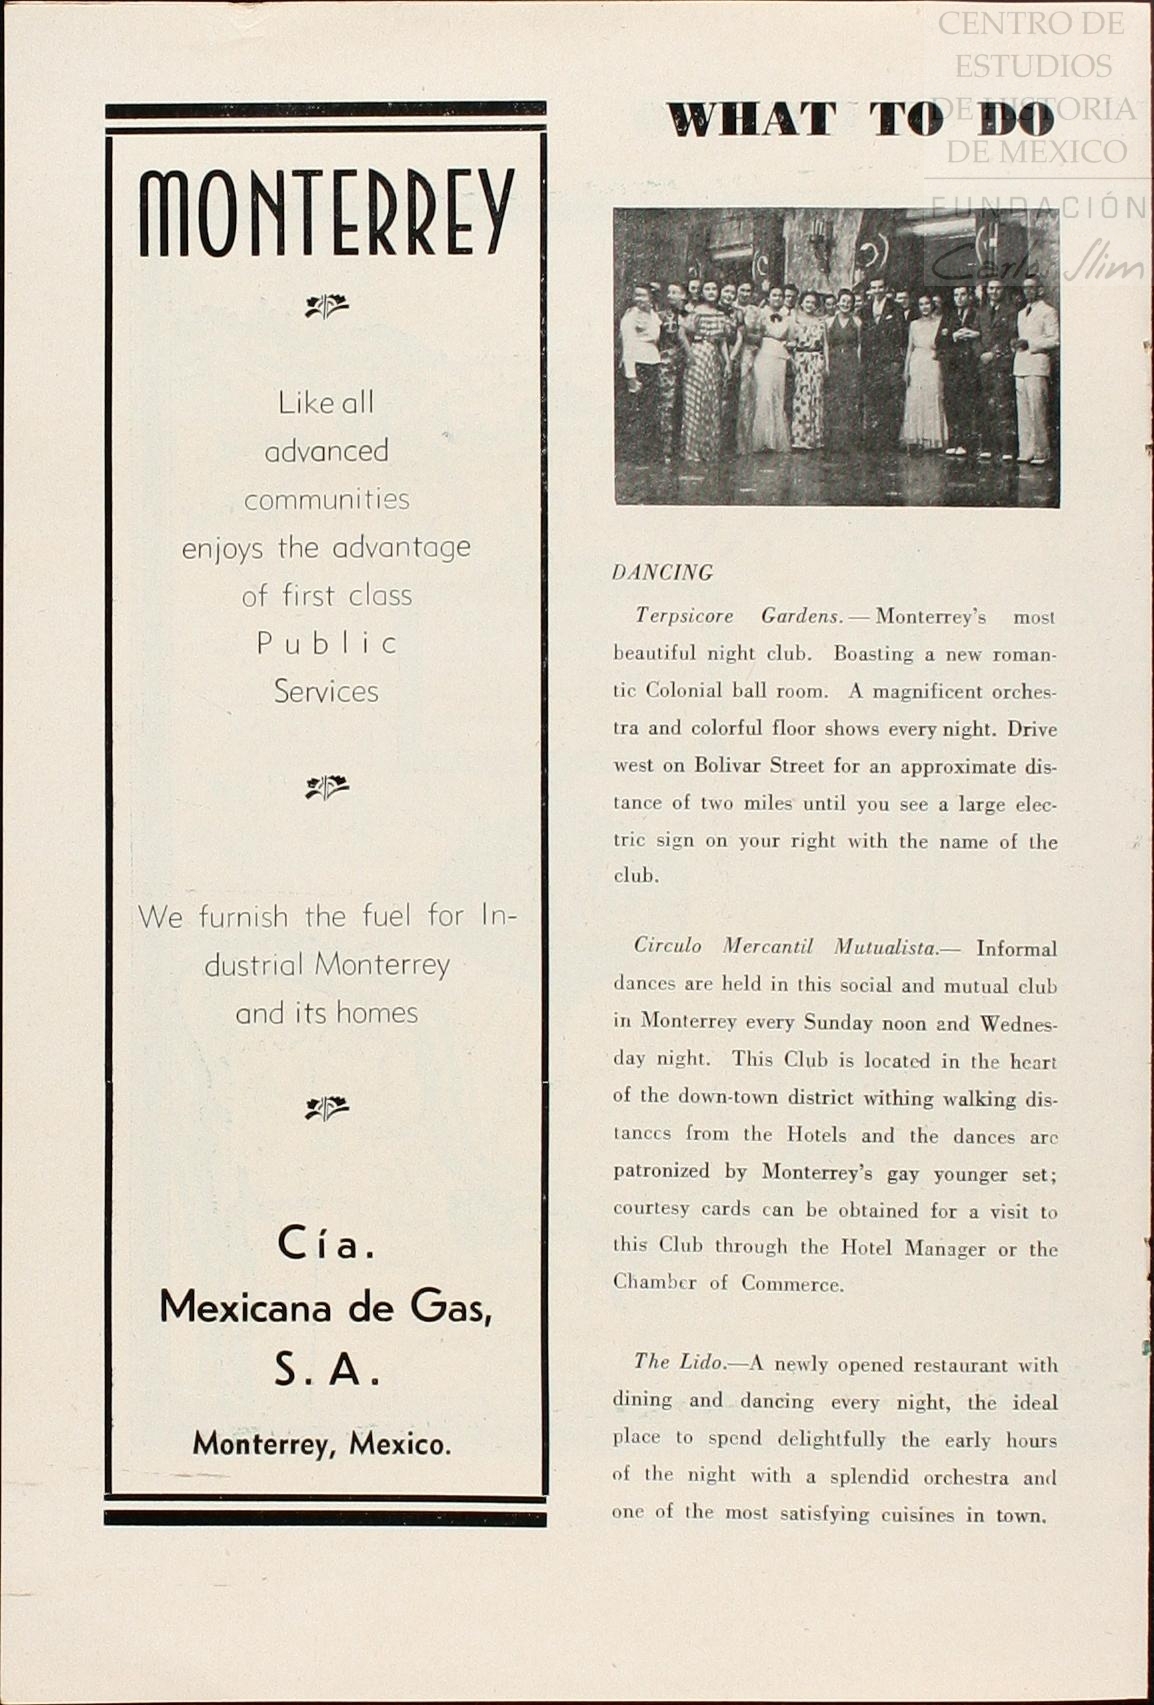 CENTRO DE
ESTUDIOS
DE HISTORIA
DE MEXICO
FUNDACIÓN
Carlos Slim
MONTERREY
Like all
advanced
communities
enjoys the advantage
of first class
Public
Services
We furnish the fuel for In-
dustrial Monterrey
and its homes
Cía.
Mexicana de Gas,
S. A.
Monterrey, Mexico.
WHAT TO DO
DANCING
Terpsicore Gardens. — Monterrey's most
beautiful night club. Boasting a new roman-
tic Colonial ball room. A magnificent orches-
tra and colorful floor shows every night. Drive
west on Bolivar Street for an approximate dis-
tance of two miles until you see a large elec-
tric sign on your right with the name of the
club.
Circulo Mercantil Mutualista.— Informal
dances are held in this social and mutual club
in Monterrey every Sunday noon and Wednes-
day night. This Club is located in the heart
of the down-town district withing walking dis-
tances from the Hotels and the dances are
patronized by Monterrey's gay younger set;
courtesy cards can be obtained for a visit to
this Club through the Hotel Manager or the
Chamber of Commerce.
The Lido.—A newly opened restaurant with
dining and dancing every night, the ideal
place to spend delightfully the early hours
of the night with a splendid orchestra and
one of the most satisfying cuisines in town.